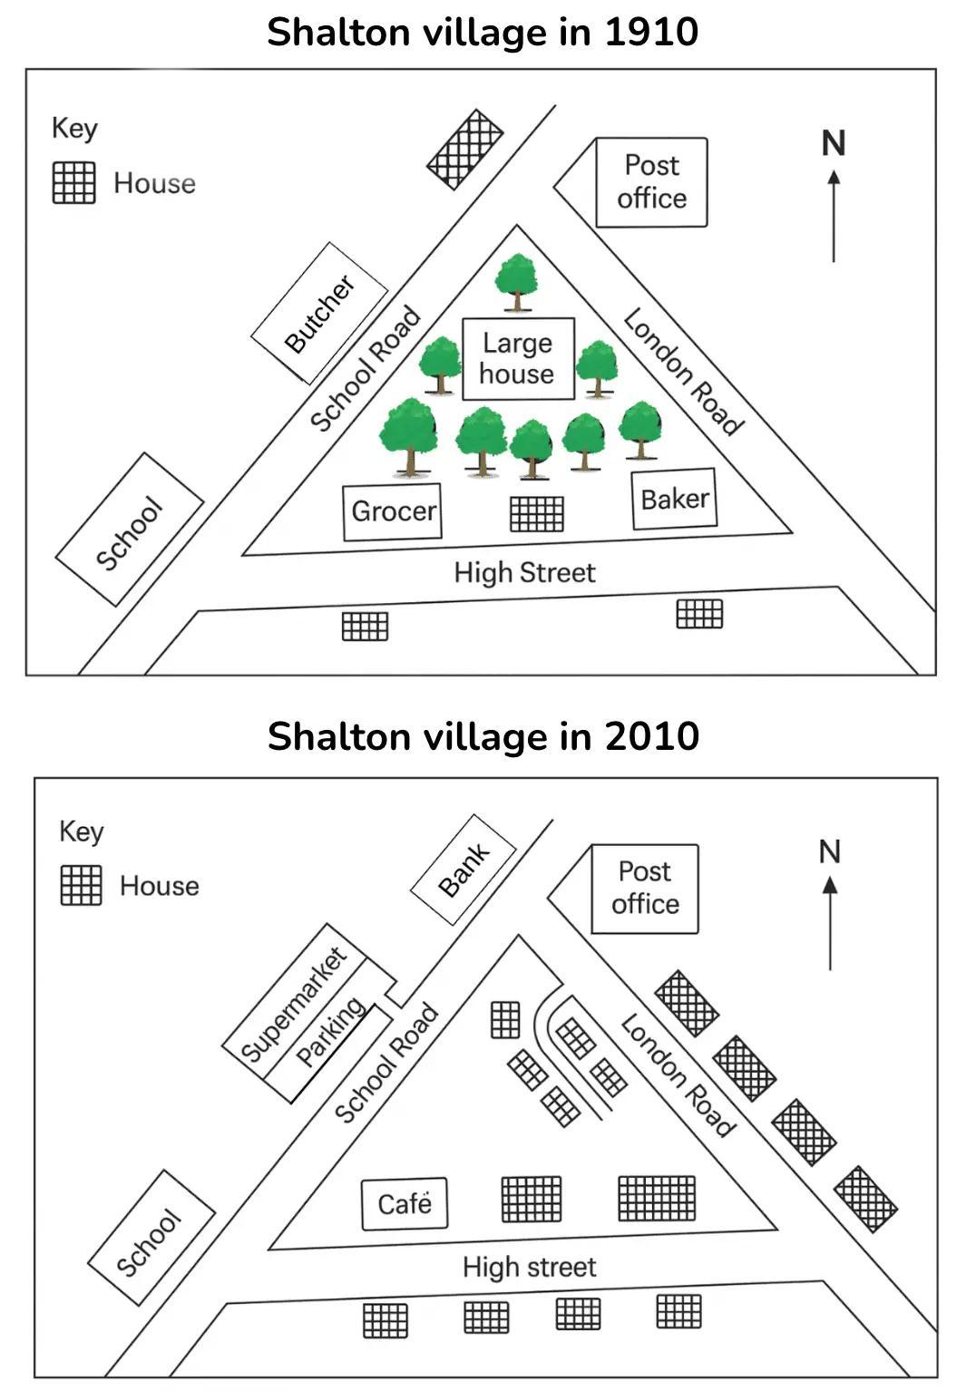 Shalton village in 1910
Key
House
N
Post
office
Butcher
School Road
Large
house
London Road
School
Grocer
Baker
High Street
Shalton village in 2010
Key
House
N
Bank
Post
office
Supermarket
Parking
School Road
London Road
School
Café
High street